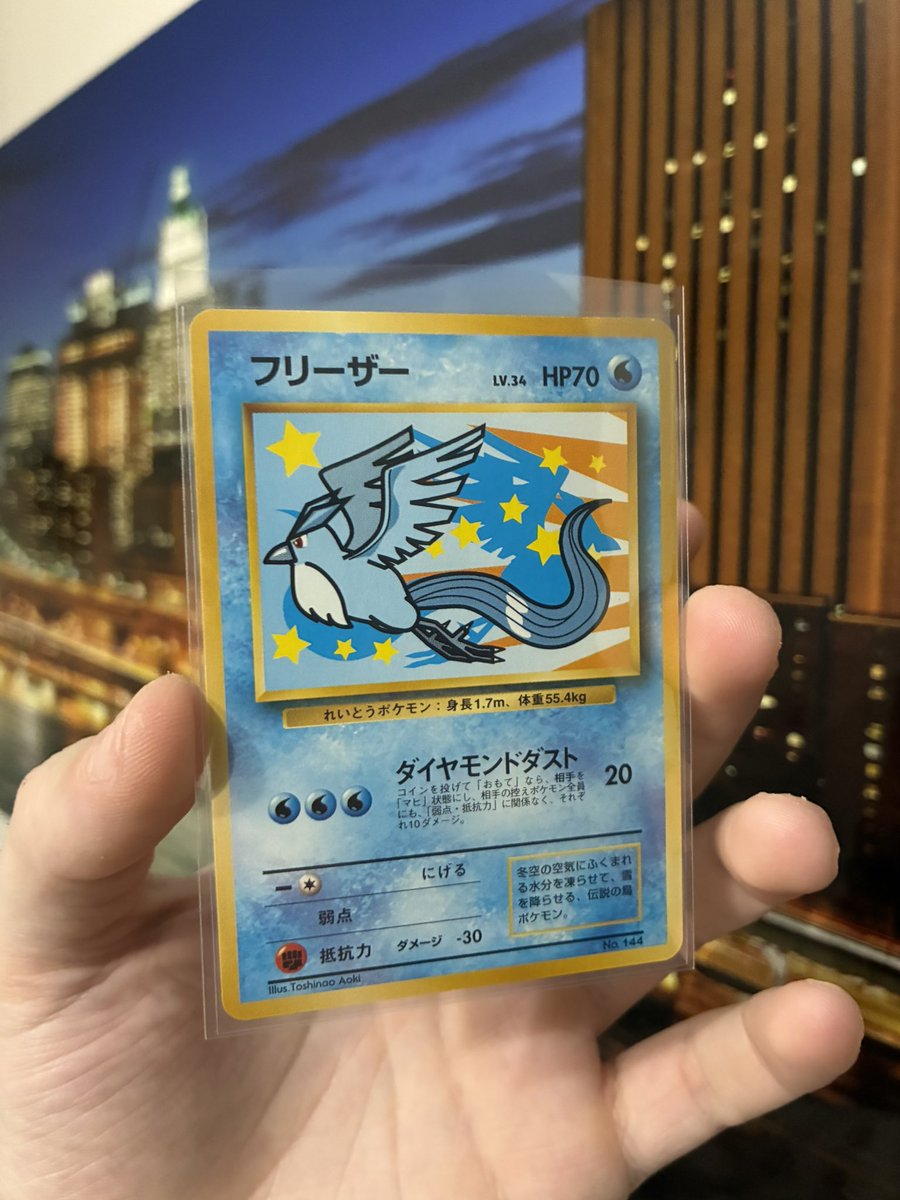 フリーザー LV.34 HP70
れいとうポケモン：身長1.7m、体重55.4kg
ダイヤモンドダスト 20
コインを投げて「おもて」なら、相手を
「マヒ」状態にし、相手の控えポケモン全員
にも、「弱点・抵抗力」に関係なく、それぞ
れ10ダメージ。
にげる
弱点
抵抗力 ダメージ -30
冬空の空気にふくまれ
る水分を凍らせて、雪
を降らせる、伝説の鳥
ポケモン。
Illus.Toshinao Aoki
No. 144